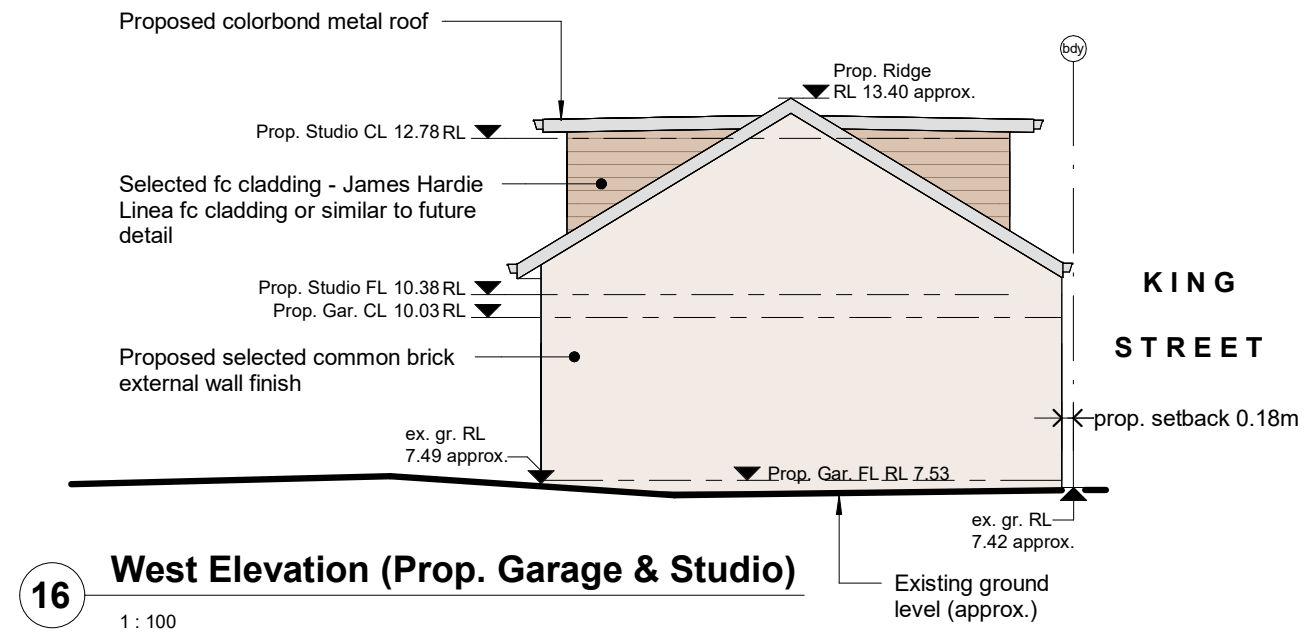 Proposed colorbond metal roof
bdy
Prop. Ridge
RL 13.40 approx.
Prop. Studio CL 12.78 RL
Selected fc cladding - James Hardie
Linea fc cladding or similar to future
detail
Prop. Studio FL 10.38 RL
Prop. Gar. CL 10.03 RL
KING
STREET
Proposed selected common brick
external wall finish
prop. setback 0.18m
ex. gr. RL
7.49 approx.
Prop. Gar. FL RL 7.53
ex. gr. RL
7.42 approx.
16 West Elevation (Prop. Garage & Studio)
1 : 100
Existing ground
level (approx.)